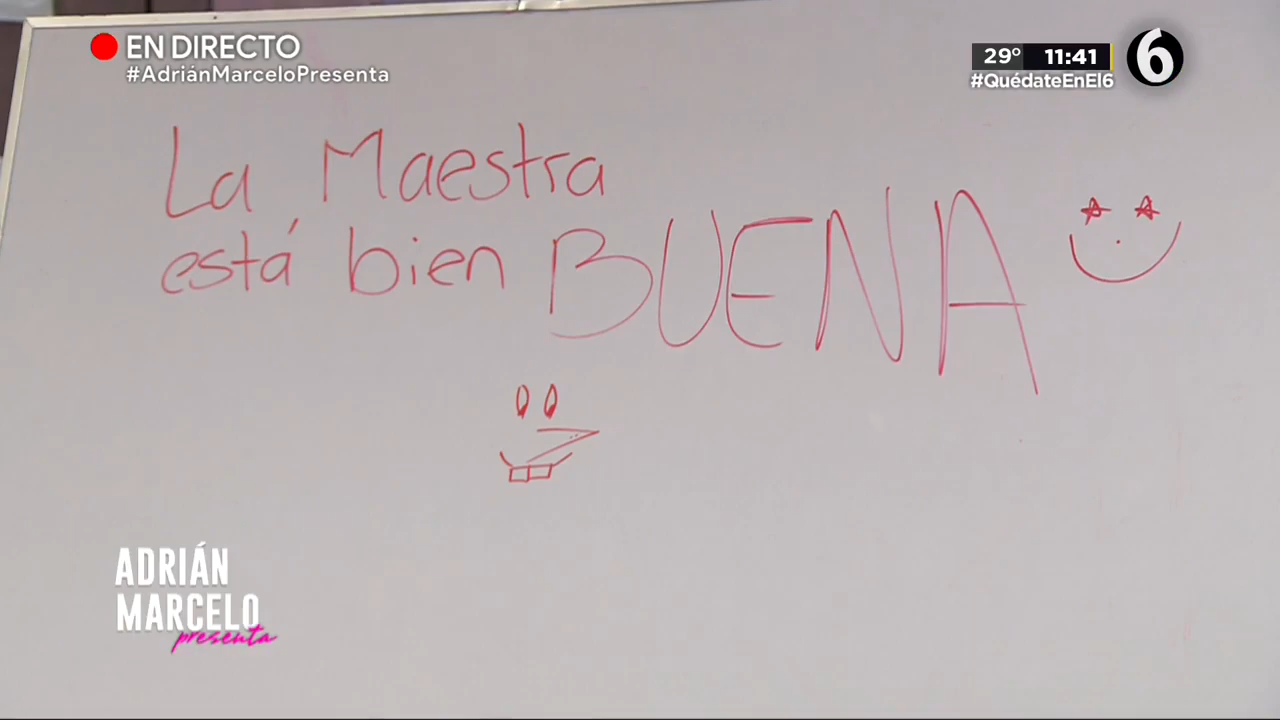 EN DIRECTO
#AdriánMarceloPresenta
29° 11:41
#QuédateEnEl6
6
La Maestra
está bien BUENA
ADRIÁN
MARCELO
presenta